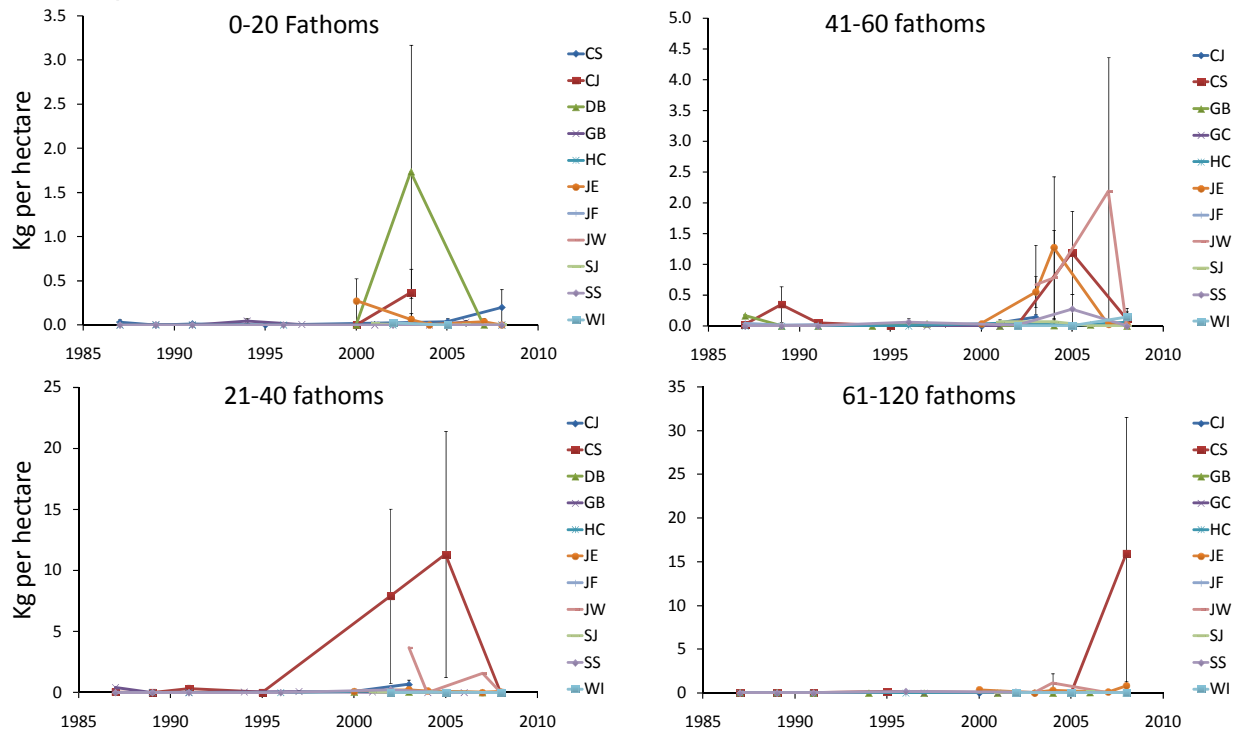 0-20 Fathoms
Kg per hectare
3.5
3.0
2.5
2.0
1.5
1.0
0.5
0.0
1985 1990 1995 2000 2005 2010
CS
CJ
DB
GB
HC
JE
JF
JW
SJ
SS
WI
41-60 fathoms
5.0
4.5
4.0
3.5
3.0
2.5
2.0
1.5
1.0
0.5
0.0
1985 1990 1995 2000 2005 2010
CJ
CS
GB
GC
HC
JE
JF
JW
SJ
SS
WI
21-40 fathoms
Kg per hectare
25
20
15
10
5
0
1985 1990 1995 2000 2005 2010
CJ
CS
DB
GB
HC
JE
JF
JW
SJ
SS
WI
61-120 fathoms
35
30
25
20
15
10
5
0
1985 1990 1995 2000 2005 2010
CJ
CS
GB
GC
HC
JE
JF
JW
SJ
SS
WI